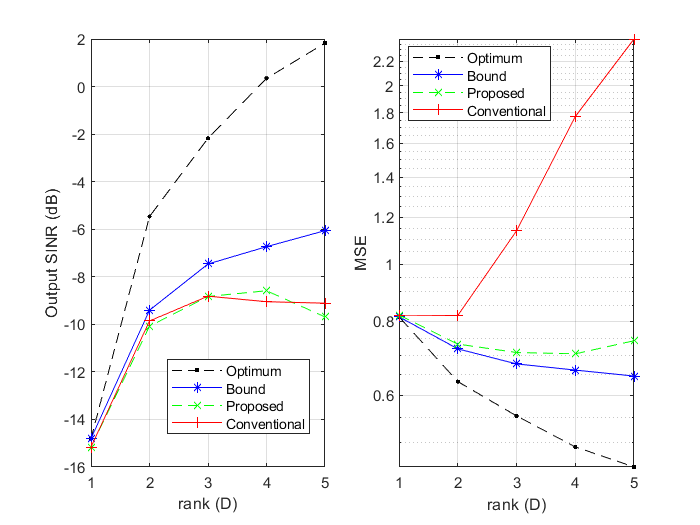 2
0
-2
-4
-6
-8
-10
-12
-14
-16
Output SINR (dB)
1 2 3 4 5
rank (D)
Optimum
Bound
Proposed
Conventional
2.2
2
1.8
1.6
1.4
1.2
1
0.8
0.6
MSE
1 2 3 4 5
rank (D)
Optimum
Bound
Proposed
Conventional